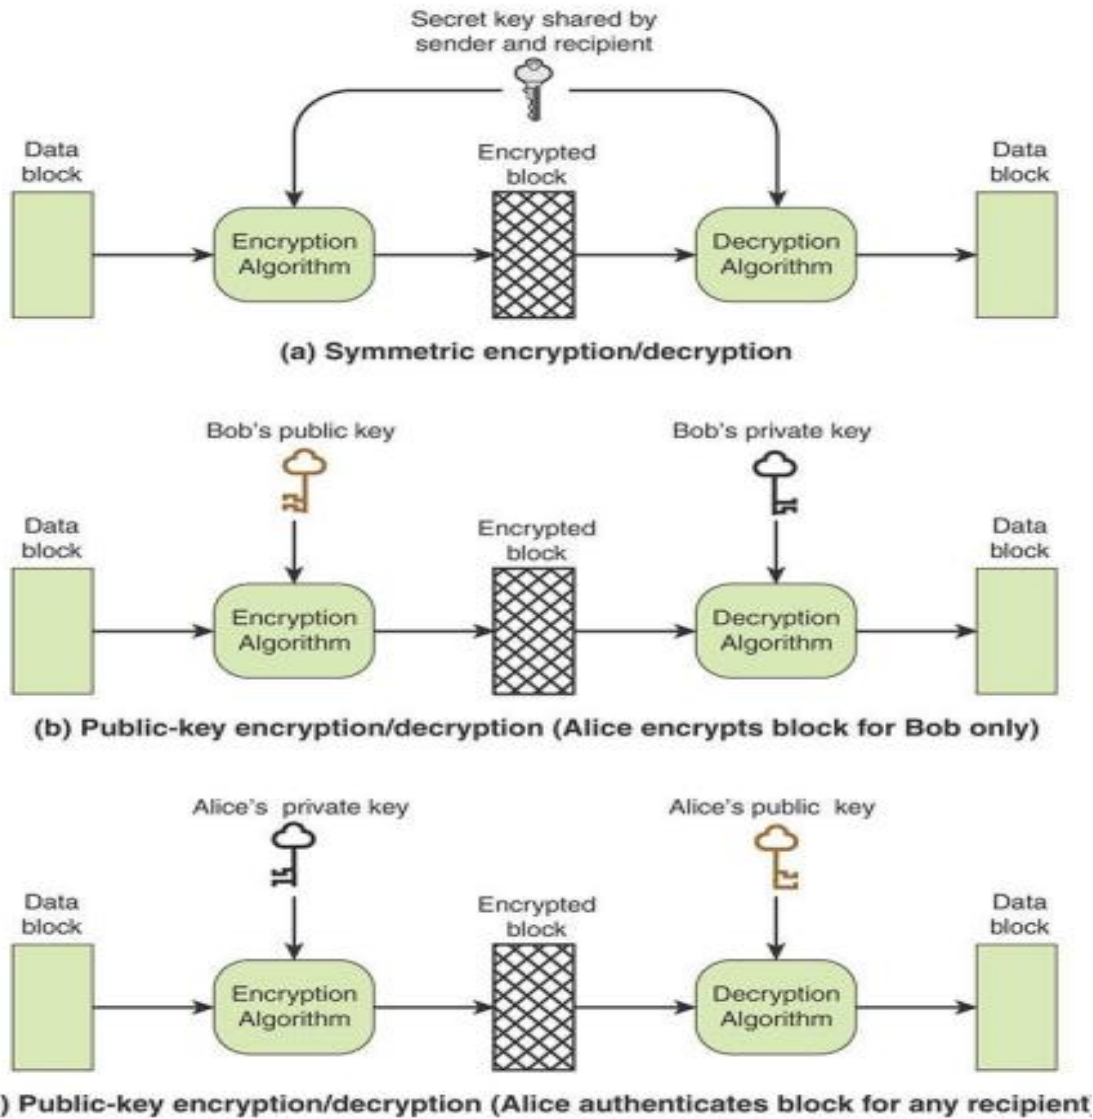 Secret key shared by
sender and recipient
Data
block
Encrypted
block
Data
block
Encryption
Algorithm
Decryption
Algorithm
(a) Symmetric encryption/decryption
Bob's public key
Bob's private key
Data
block
Encrypted
block
Data
block
Encryption
Algorithm
Decryption
Algorithm
(b) Public-key encryption/decryption (Alice encrypts block for Bob only)
Alice's private key
Alice's public key
Data
block
Encrypted
block
Data
block
Encryption
Algorithm
Decryption
Algorithm
) Public-key encryption/decryption (Alice authenticates block for any recipient